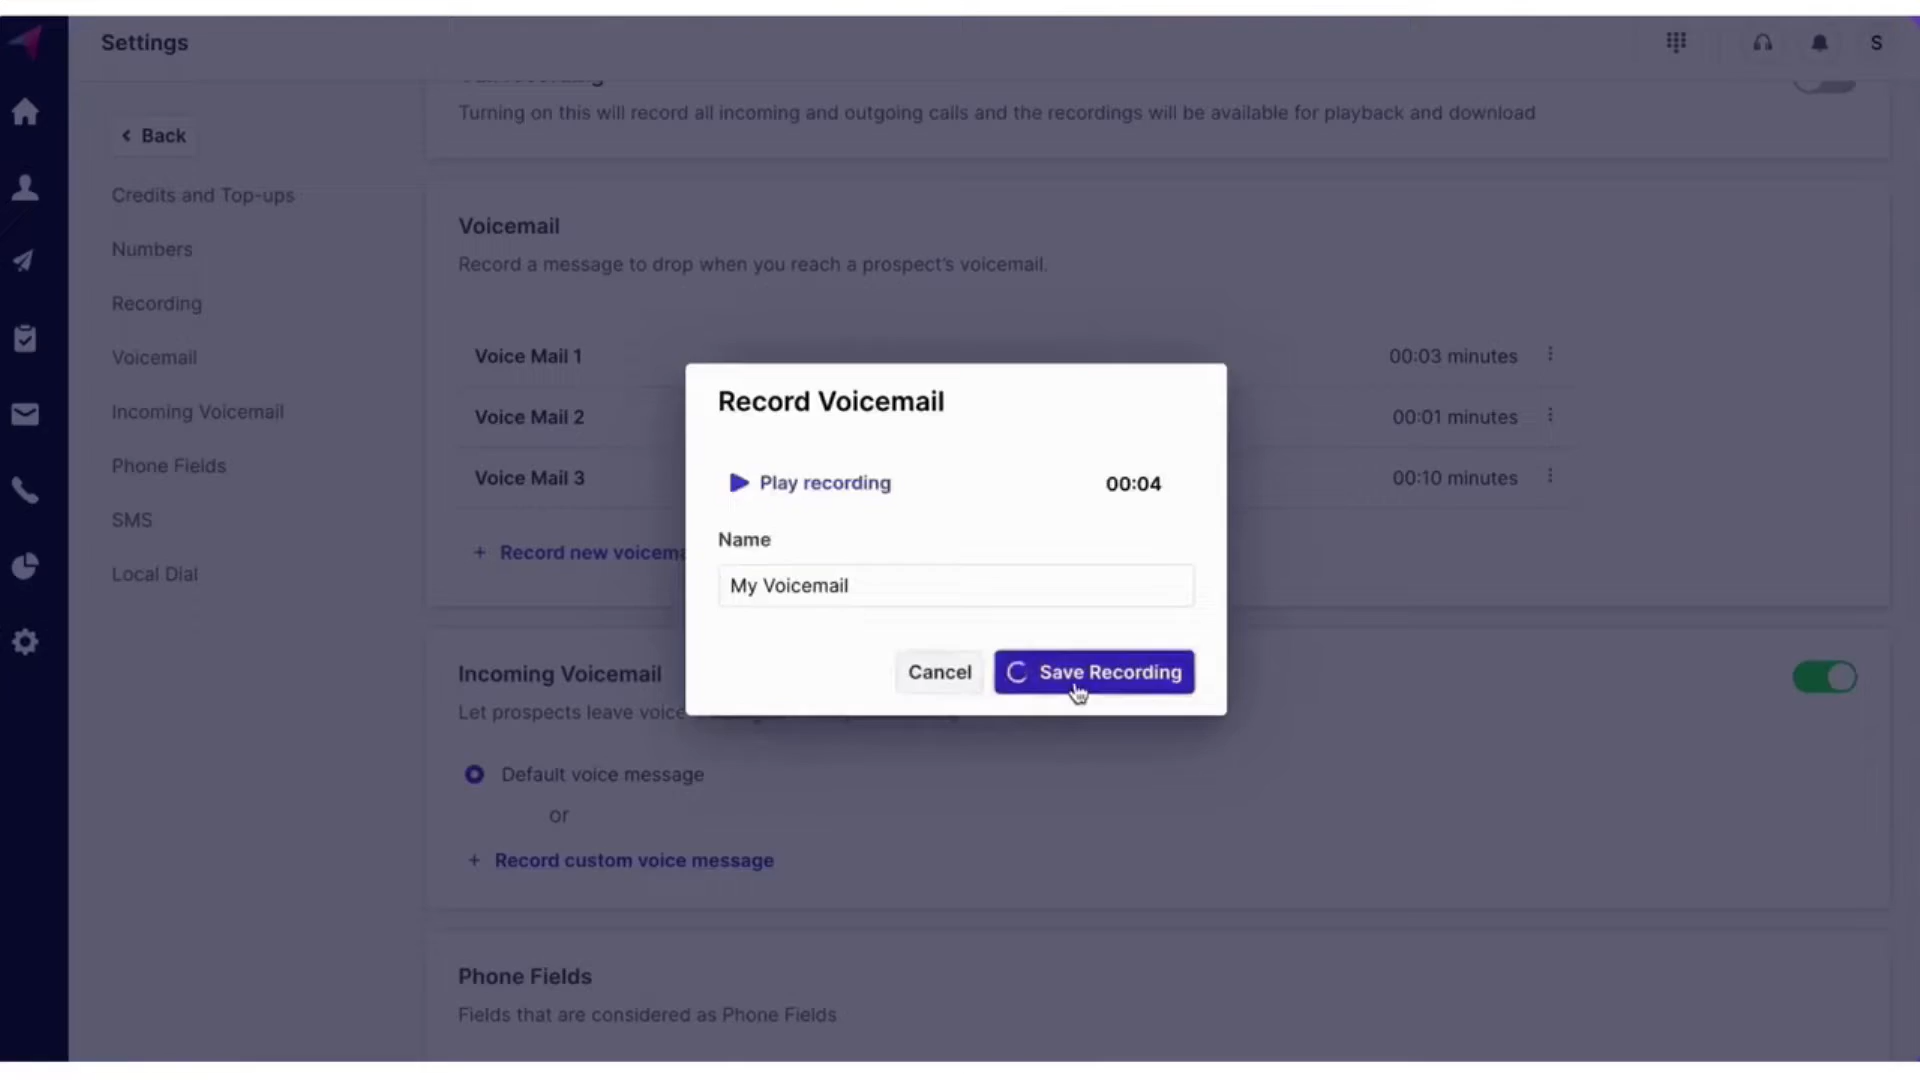 Settings
S
Turning on this will record all incoming and outgoing calls and the recordings will be available for playback and download
Back
Credits and Top-ups
Numbers
Recording
Voicemail
Incoming Voicemail
Phone Fields
SMS
Local Dial
Voicemail
Record a message to drop when you reach a prospect's voicemail.
Voice Mail 1
00:03 minutes
Voice Mail 2
00:01 minutes
Voice Mail 3
00:10 minutes
+ Record new
Record Voicemail
Play recording
00:04
Name
My Voicemail
Cancel
Save Recording
Incoming Voicemail
Let prospects leave
Default voice message
or
+ Record custom voice message
Phone Fields
Fields that are considered as Phone Fields